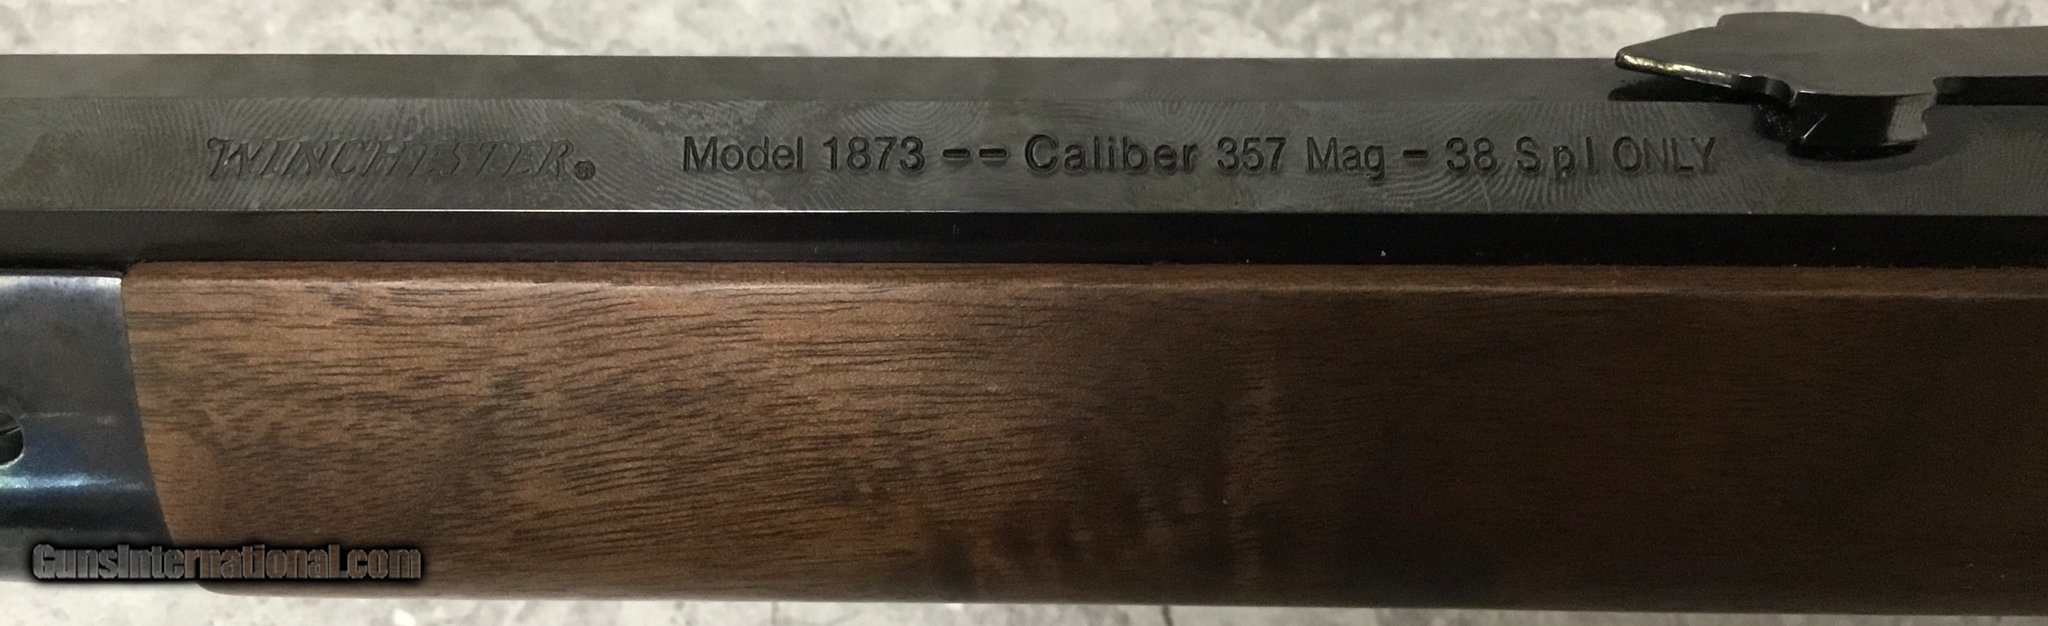 WINCHESTER® Model 1873 -- Caliber 357 Mag - 38 Spl ONLY
GunsInternational.com